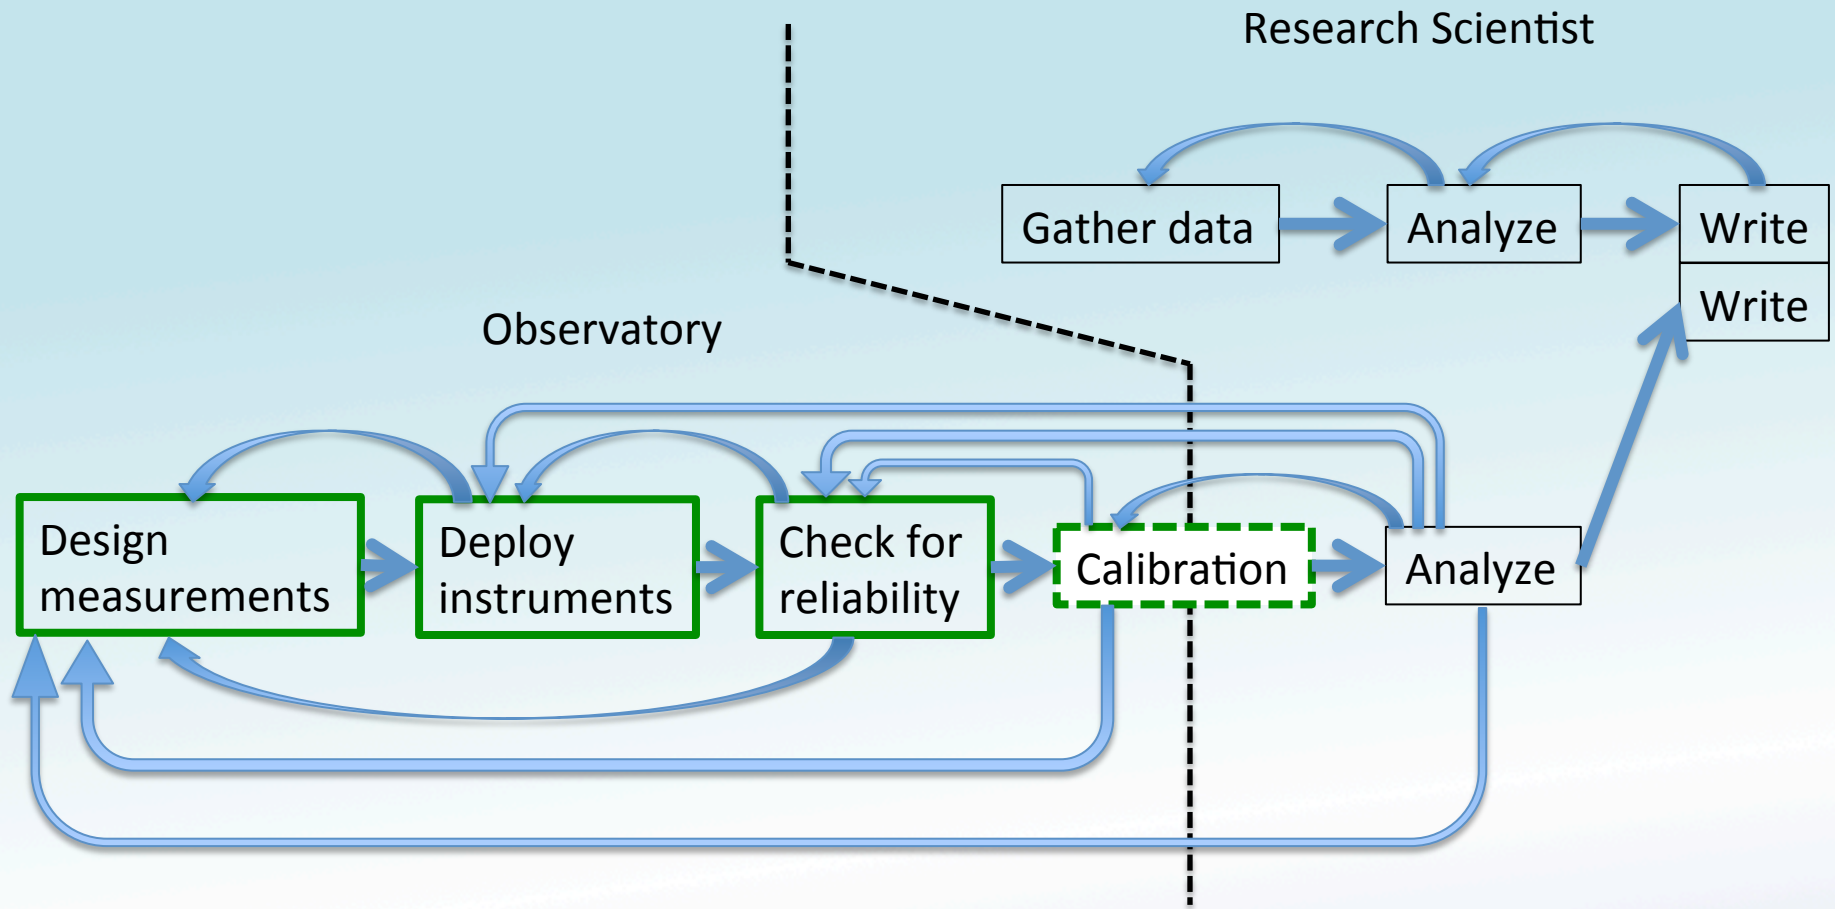 Research Scientist
Gather data
Analyze
Write
Write
Observatory
Design
measurements
Deploy
instruments
Check for
reliability
Calibration
Analyze